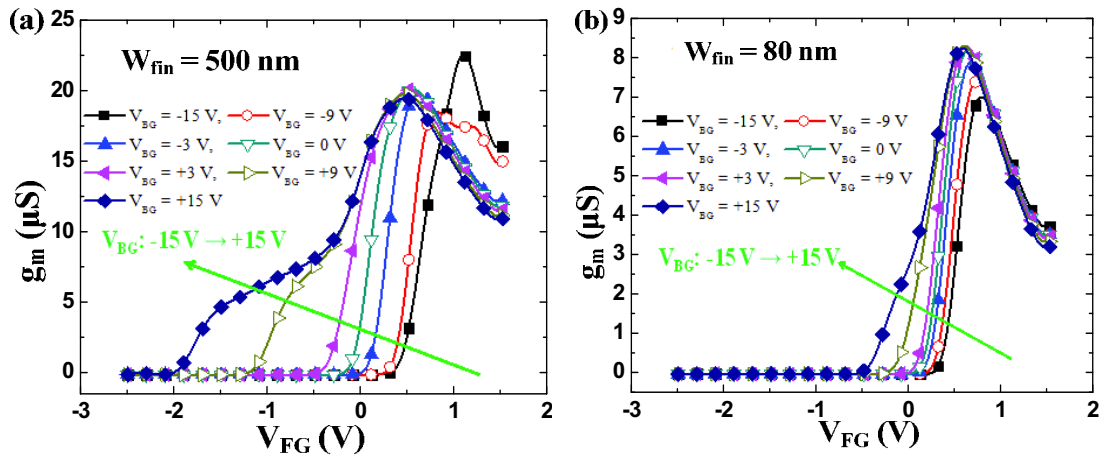 (a)
W_fin = 500 nm
V_BG = -15 V, V_BG = -9 V
V_BG = -3 V, V_BG = 0 V
V_BG = +3 V, V_BG = +9 V
V_BG = +15 V
V_BG: -15V → +15 V
g_m (µS)
25
20
15
10
5
0
-3 -2 -1 0 1 2
V_FG (V)
(b)
W_fin = 80 nm
V_BG = -15 V, V_BG = -9 V
V_BG = -3 V, V_BG = 0 V
V_BG = +3 V, V_BG = +9 V
V_BG = +15 V
V_BG: -15 V → +15 V
g_m (µS)
9
8
7
6
5
4
3
2
1
0
-3 -2 -1 0 1 2
V_FG (V)